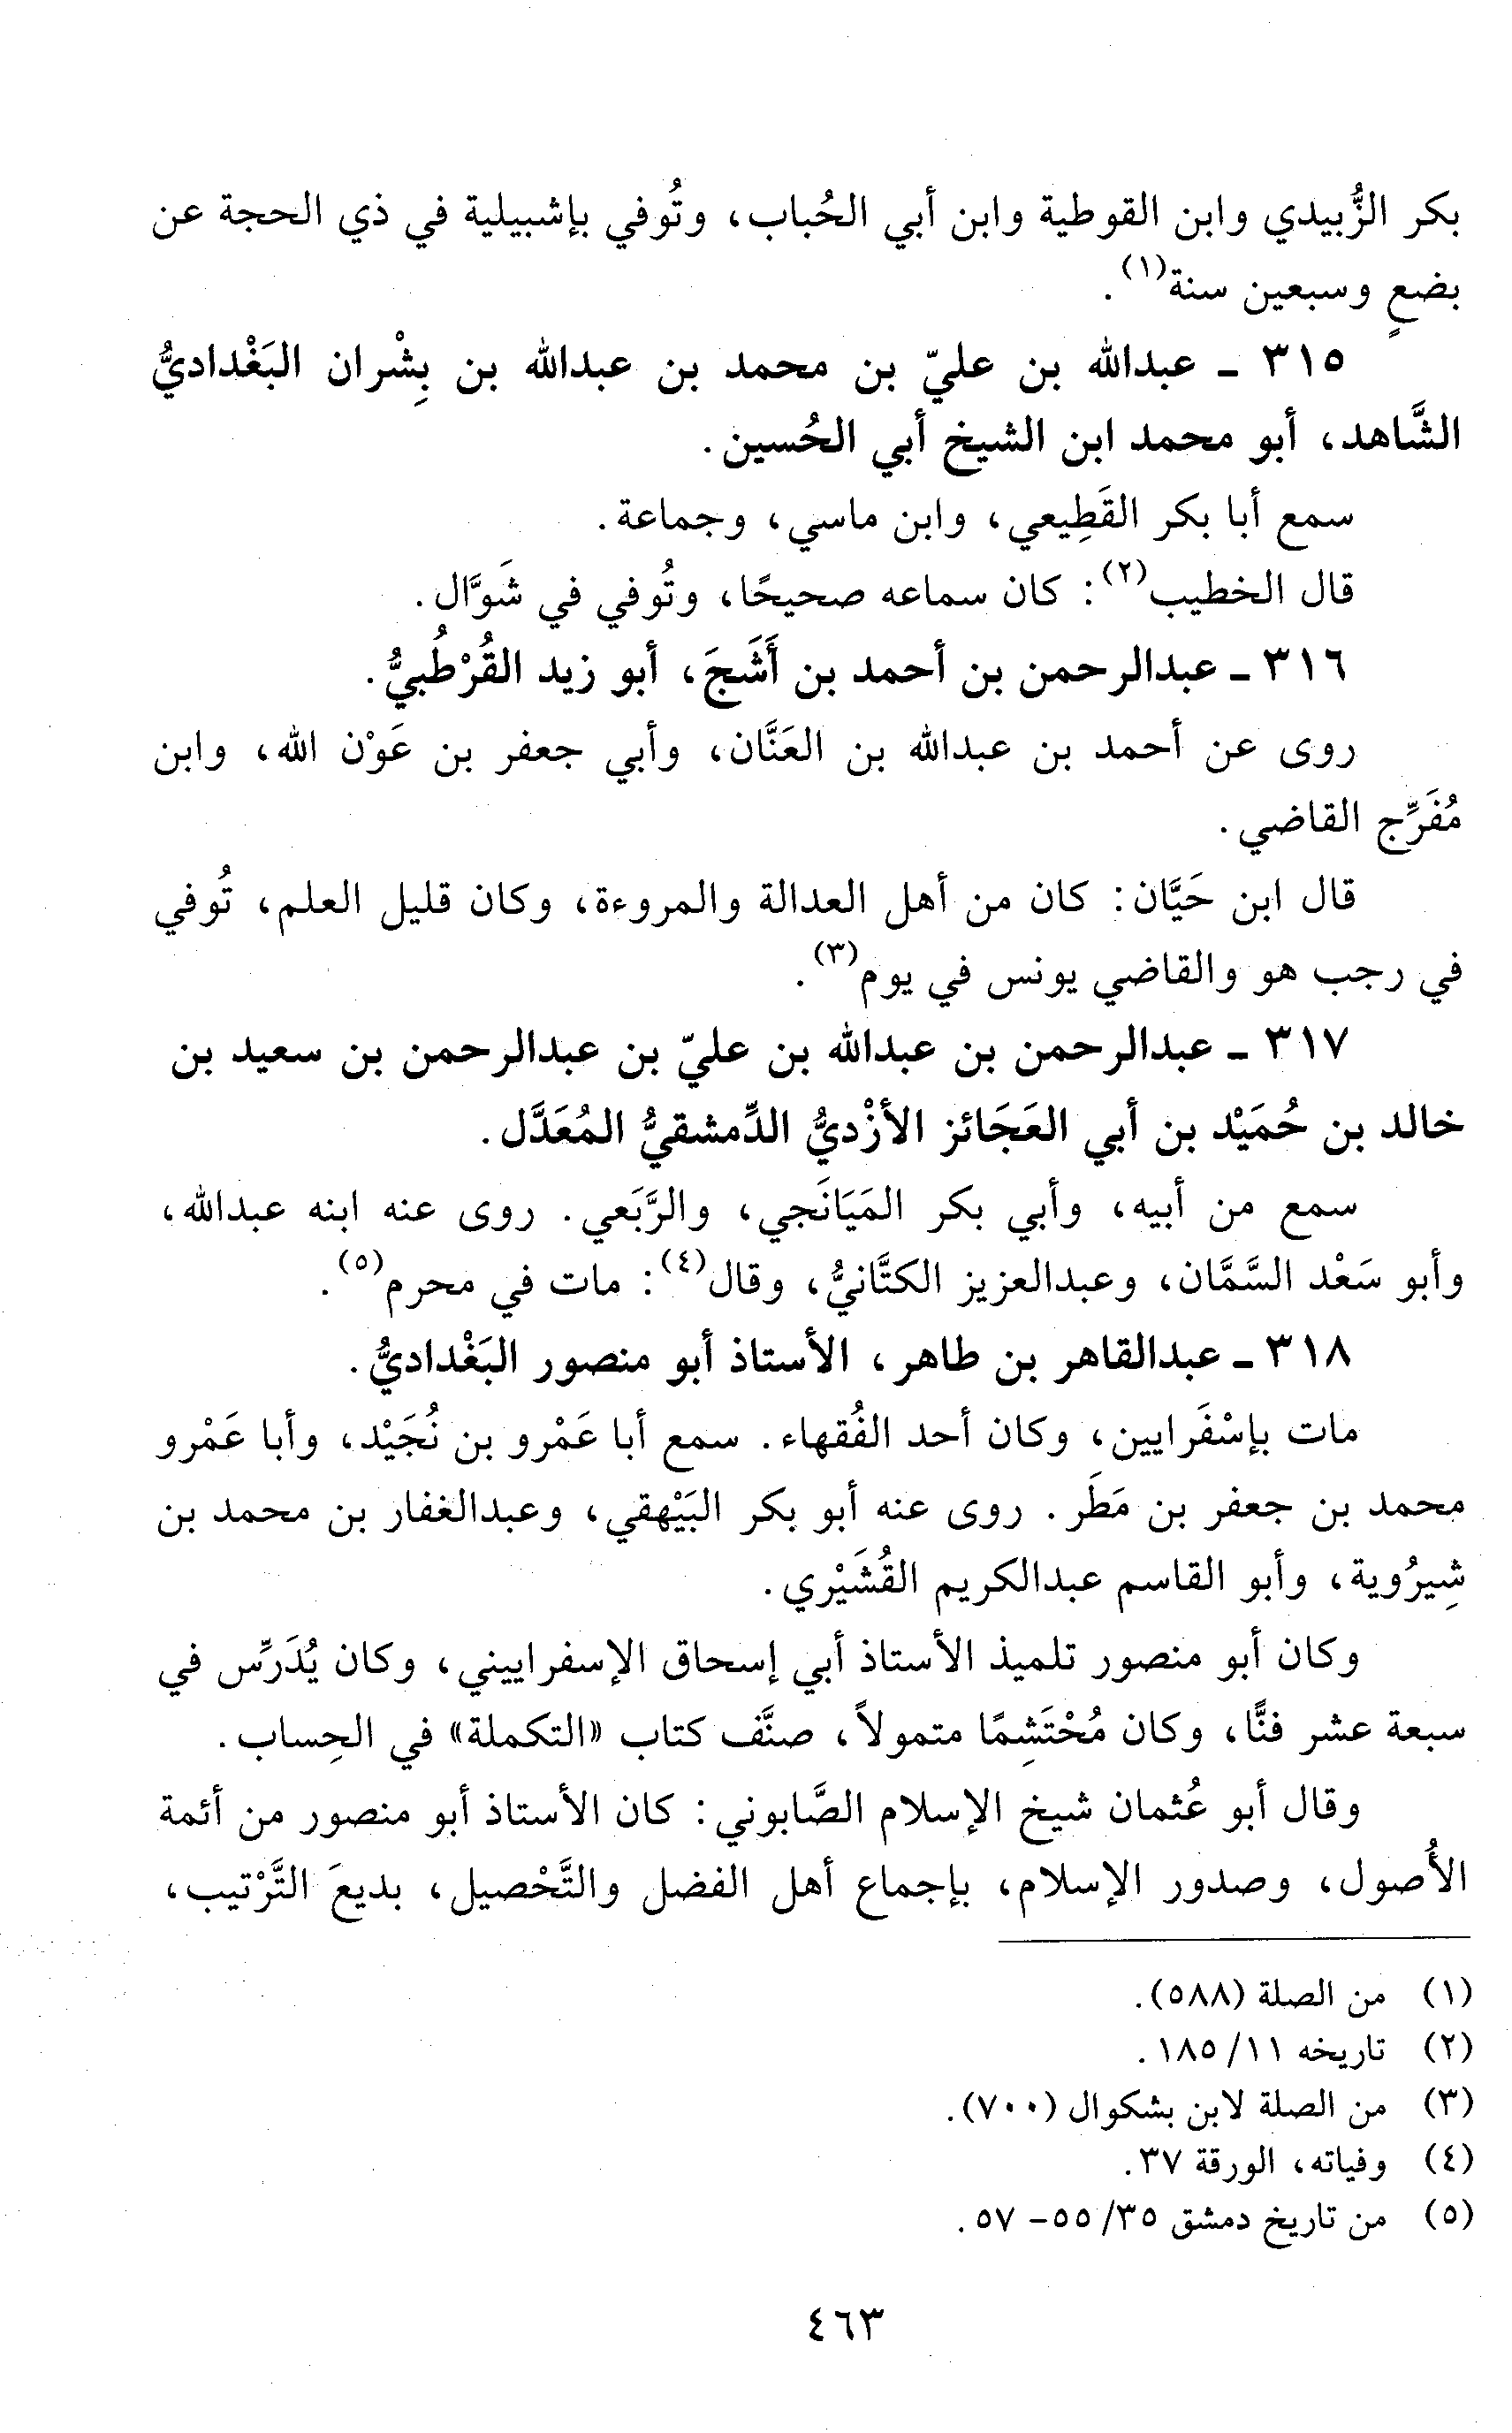 بكر الزُّبيدي وابن القوطية وابن أبي الحُباب، وتُوفي بإشبيلية في ذي الحجة عن
بضعٍ وسبعين سنة(١).
٣١٥ ـ عبدالله بن عليّ بن محمد بن عبدالله بن بِشْران البَغْداديُّ
الشَّاهد، أبو محمد ابن الشيخ أبي الحُسين.
سمع أبا بكر القَطِيعي، وابن ماسي، وجماعة.
قال الخطيب(٢): كان سماعه صحيحًا، وتُوفي في شَوَّال.
٣١٦ ـ عبدالرحمن بن أحمد بن أَشَجَ، أبو زيد القُرْطُبيُّ.
روى عن أحمد بن عبدالله بن العَنَّان، وأبي جعفر بن عَوْن الله، وابن
مُفَرِّج القاضي.
قال ابن حَيَّان: كان من أهل العدالة والمروءة، وكان قليل العلم، تُوفي
في رجب هو والقاضي يونس في يوم(٣).
٣١٧ ـ عبدالرحمن بن عبدالله بن عليّ بن عبدالرحمن بن سعيد بن
خالد بن حُمَيْد بن أبي العَجَائز الأزْديُّ الدِّمشقيُّ المُعَدَّل.
سمع من أبيه، وأبي بكر المَيَانَجي، والرَّبَعي. روى عنه ابنه عبدالله،
وأبو سَعْد السَّمَّان، وعبدالعزيز الكتَّانيُّ، وقال(٤): مات في محرم(٥).
٣١٨ ـ عبدالقاهر بن طاهر، الأستاذ أبو منصور البَغْداديُّ.
مات بإسْفَرايين، وكان أحد الفُقهاء. سمع أبا عَمْرو بن نُجَيْد، وأبا عَمْرو
محمد بن جعفر بن مَطَر. روى عنه أبو بكر البَيْهقي، وعبدالغفار بن محمد بن
شِيرُوية، وأبو القاسم عبدالكريم القُشَيْري.
وكان أبو منصور تلميذ الأستاذ أبي إسحاق الإسفراييني، وكان يُدَرِّس في
سبعة عشر فنًّا، وكان مُحْتَشِمًا متمولاً، صنَّف كتاب «التكملة» في الحِساب.
وقال أبو عُثمان شيخ الإسلام الصَّابوني: كان الأستاذ أبو منصور من أئمة
الأُصول، وصدور الإسلام، بإجماع أهل الفضل والتَّحْصيل، بديعَ التَّرْتيب،
(١) من الصلة (٥٨٨).
(٢) تاريخه ١١/ ١٨٥.
(٣) من الصلة لابن بشكوال (٧٠٠).
(٤) وفياته، الورقة ٣٧.
(٥) من تاريخ دمشق ٣٥/ ٥٥- ٥٧.
٤٦٣